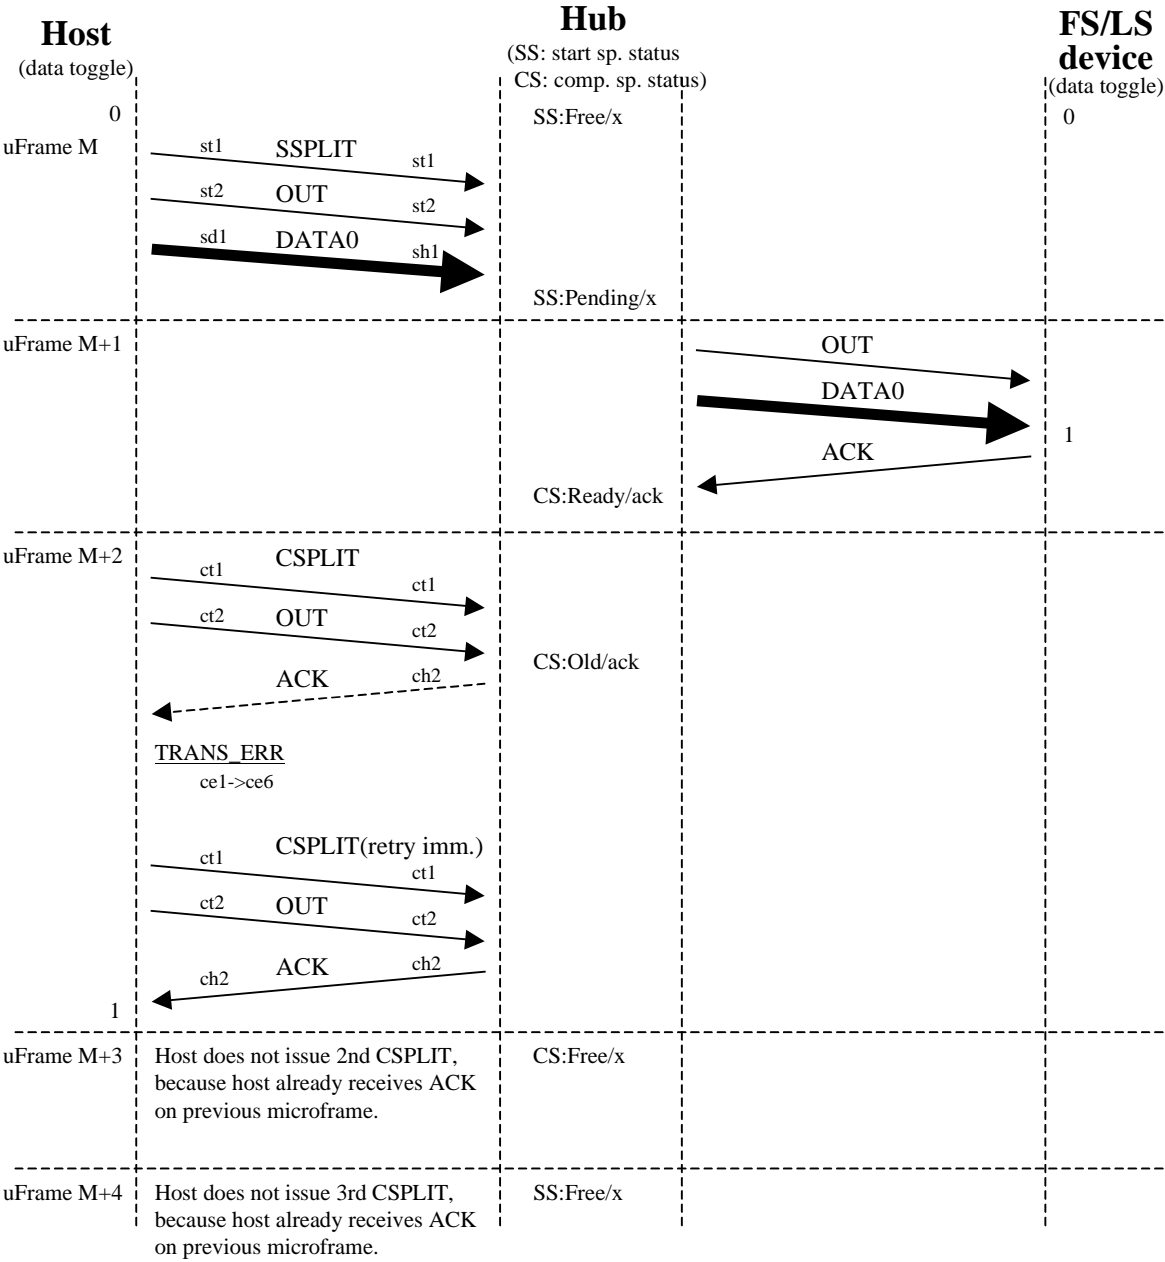 Host
(data toggle)
Hub
(SS: start sp. status
CS: comp. sp. status)
FS/LS
device
(data toggle)
0
SS:Free/x
0
uFrame M
st1 SSPLIT st1
st2 OUT st2
sd1 DATA0 sh1
SS:Pending/x
uFrame M+1
OUT
DATA0
1
ACK
CS:Ready/ack
uFrame M+2
ct1 CSPLIT ct1
ct2 OUT ct2
CS:Old/ack
ACK ch2
TRANS_ERR
ce1->ce6
ct1 CSPLIT(retry imm.) ct1
ct2 OUT ct2
ch2 ACK ch2
1
uFrame M+3
Host does not issue 2nd CSPLIT,
because host already receives ACK
on previous microframe.
CS:Free/x
uFrame M+4
Host does not issue 3rd CSPLIT,
because host already receives ACK
on previous microframe.
SS:Free/x